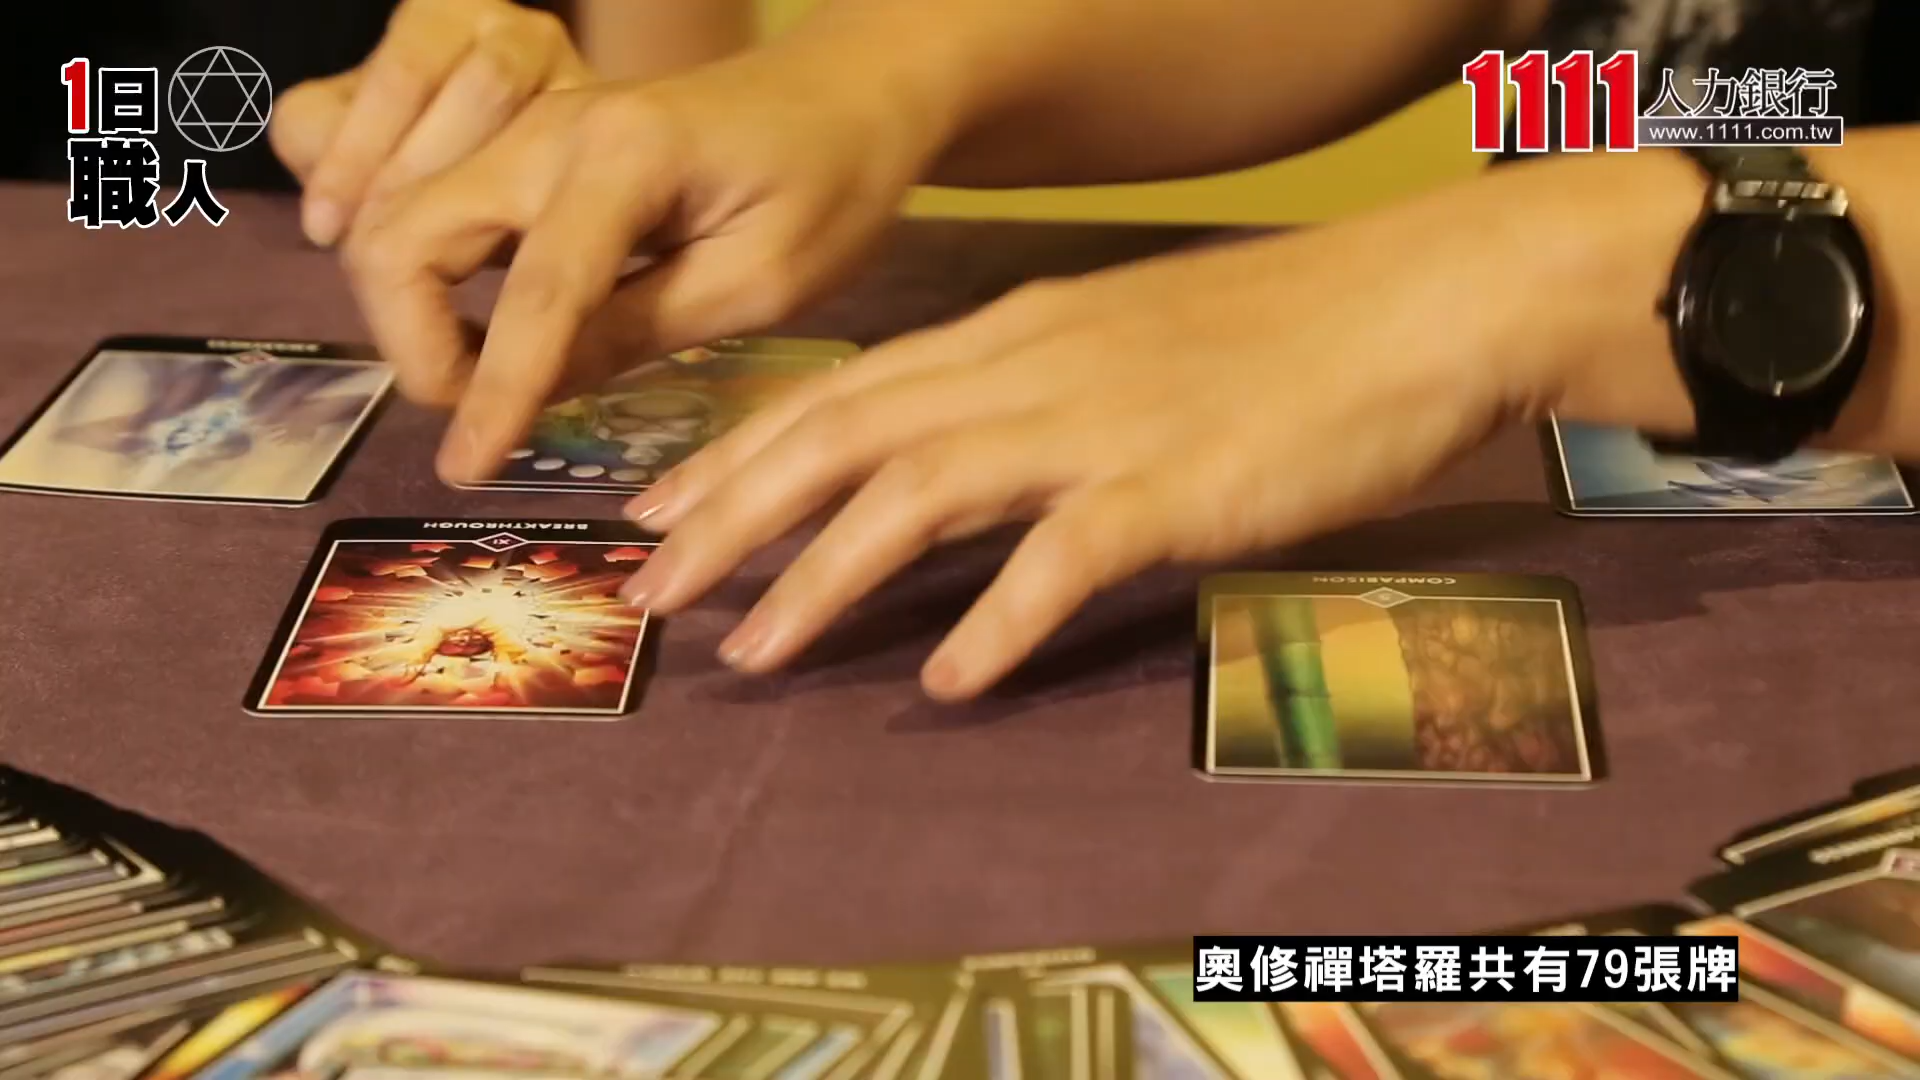 1日
職人
1111人力銀行
www.1111.com.tw
BREAKTHROUGH
XI
COMPARISON
奧修禪塔羅共有79張牌